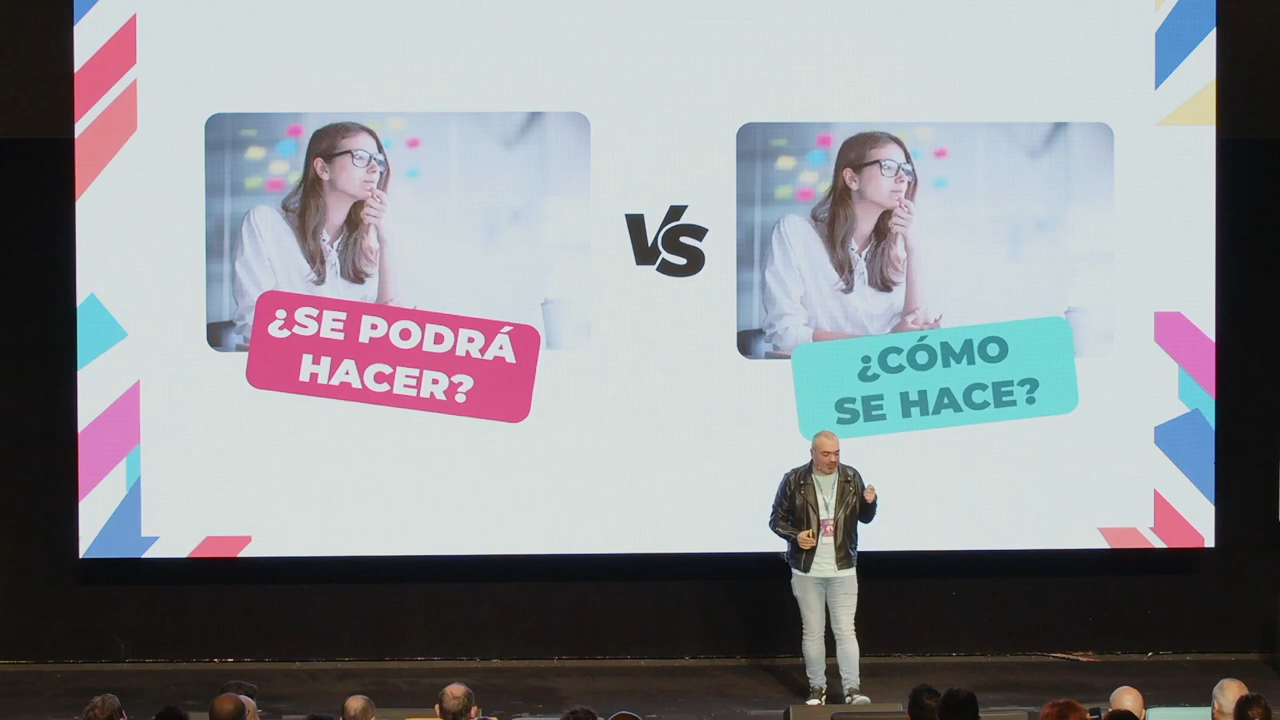 ¿SE PODRÁ
HACER?
VS
¿CÓMO
SE HACE?